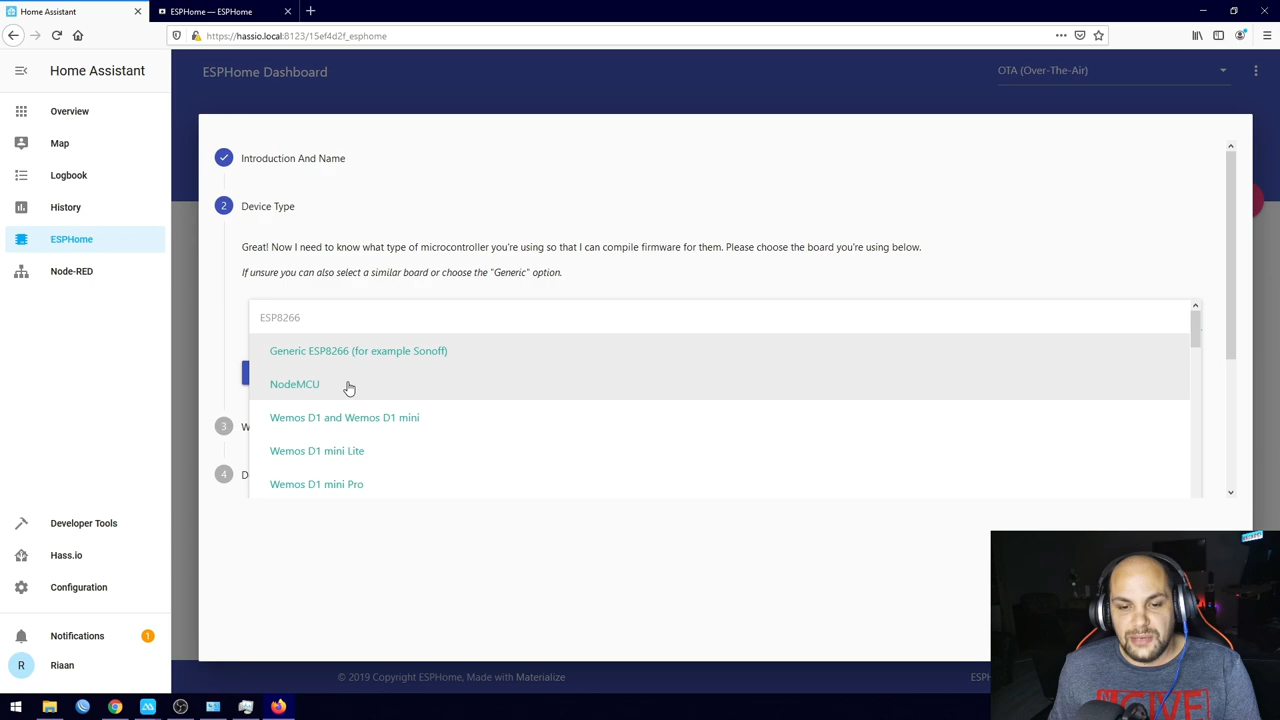 Home Assistant
ESPHome — ESPHome
https://hassio.local:8123/15ef4d2f_esphome
Home Assistant
ESPHome Dashboard
OTA (Over-The-Air)
Overview
Map
Logbook
History
ESPHome
Node-RED
Introduction And Name
2
Device Type
Great! Now I need to know what type of microcontroller you're using so that I can compile firmware for them. Please choose the board you're using below.
If unsure you can also select a similar board or choose the "Generic" option.
ESP8266
Generic ESP8266 (for example Sonoff)
NodeMCU
Wemos D1 and Wemos D1 mini
3
W
Wemos D1 mini Lite
4
D
Wemos D1 mini Pro
Developer Tools
Hass.io
Configuration
Notifications
1
R
Riaan
© 2019 Copyright ESPHome, Made with Materialize
ESPH